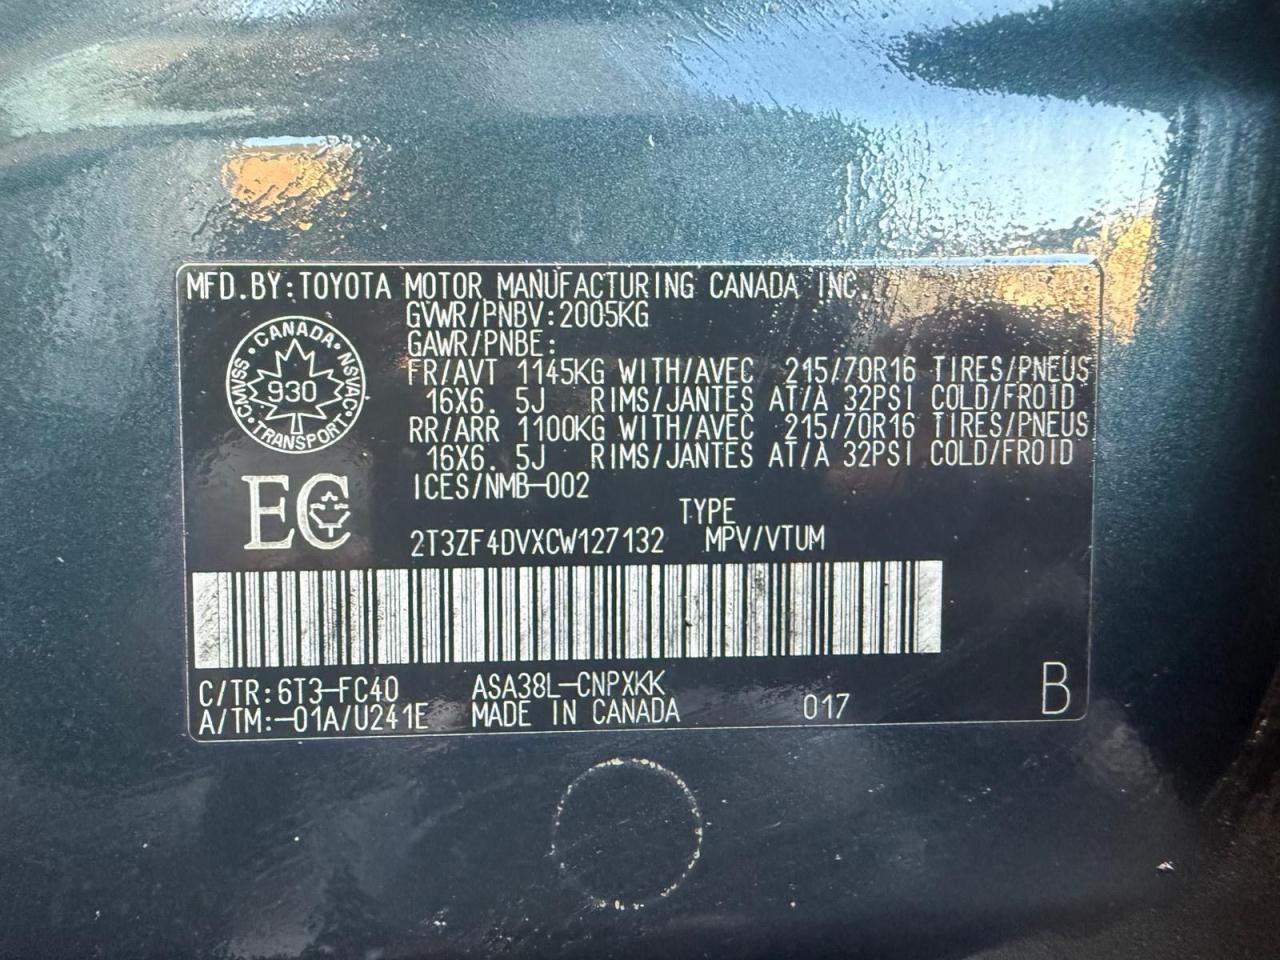 MFD.BY:TOYOTA MOTOR MANUFACTURING CANADA INC.
GVWR/PNBV:2005KG
GAWR/PNBE:
FR/AVT 1145KG WITH/AVEC 215/70R16 TIRES/PNEUS
16X6.5J RIMS/JANTES AT/A 32PSI COLD/FROID
RR/ARR 1100KG WITH/AVEC 215/70R16 TIRES/PNEUS
16X6.5J RIMS/JANTES AT/A 32PSI COLD/FROID
ICES/NMB-002
CANADA
CMVSS 930 NSVAC
TRANSPORT
EC
TYPE
2T3ZF4DVXCW127132 MPV/VTUM
C/TR:6T3-FC40 ASA38L-CNPXKK
A/TM:-01A/U241E MADE IN CANADA 017 B